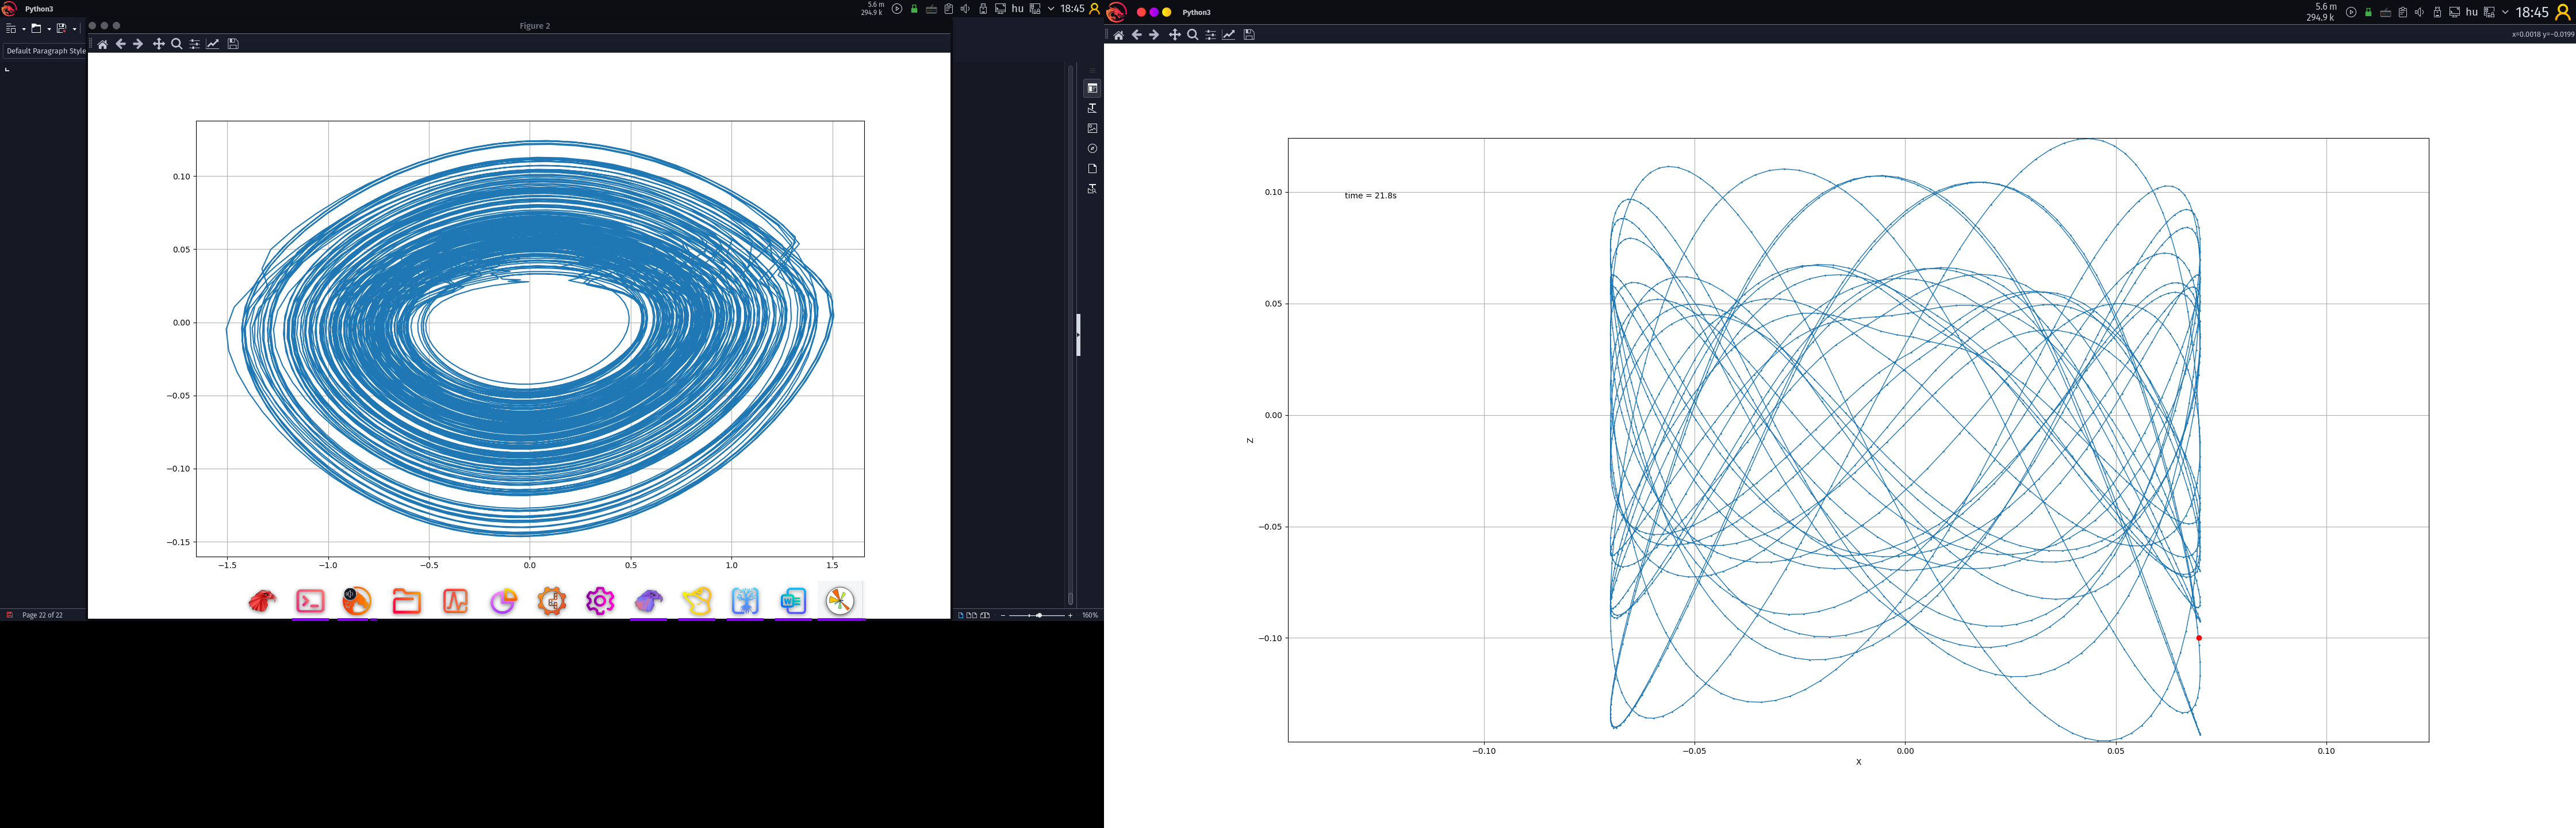 Python3
5.6 m
294.9 k
hu
18:45
Figure 2
Default Paragraph Style
0.10
0.05
0.00
−0.05
−0.10
−0.15
−1.5
−1.0
−0.5
0.0
0.5
1.0
1.5
Page 22 of 22
160%
Python3
5.6 m
294.9 k
hu
18:45
x=0.0018 y=−0.0199
time = 21.8s
0.10
0.05
0.00
−0.05
−0.10
Z
−0.10
−0.05
0.00
0.05
0.10
X